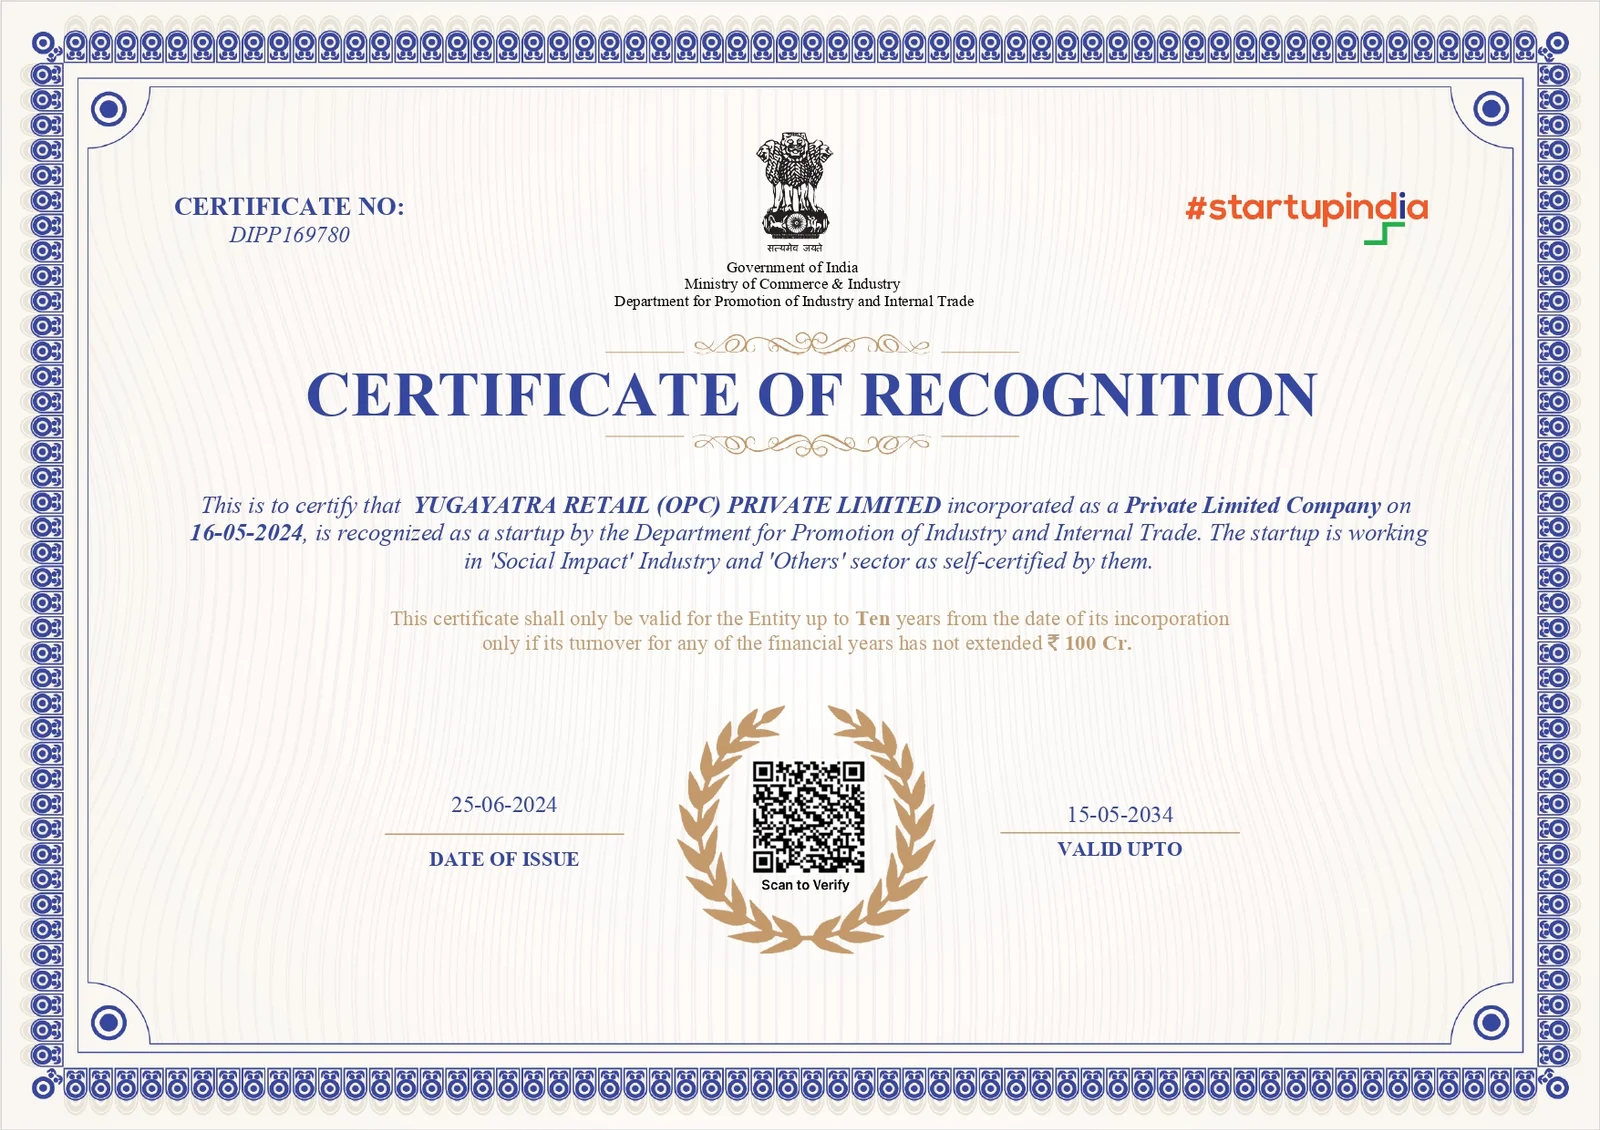 CERTIFICATE NO:
DIPP169780
सत्यमेव जयते
#startupindia
Government of India
Ministry of Commerce & Industry
Department for Promotion of Industry and Internal Trade
CERTIFICATE OF RECOGNITION
This is to certify that YUGAYATRA RETAIL (OPC) PRIVATE LIMITED incorporated as a Private Limited Company on
16-05-2024, is recognized as a startup by the Department for Promotion of Industry and Internal Trade. The startup is working
in 'Social Impact' Industry and 'Others' sector as self-certified by them.
This certificate shall only be valid for the Entity up to Ten years from the date of its incorporation
only if its turnover for any of the financial years has not extended ₹ 100 Cr.
25-06-2024
DATE OF ISSUE
Scan to Verify
15-05-2034
VALID UPTO